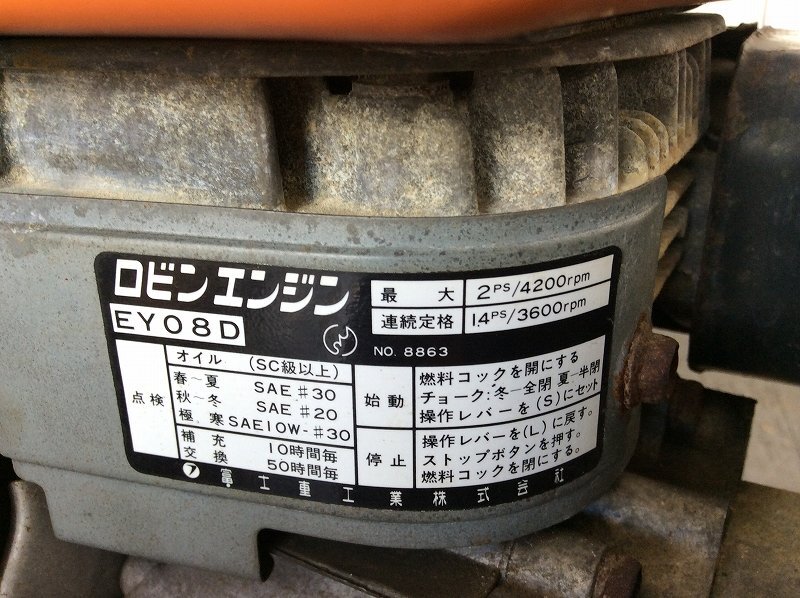 ロビンエンジン
EY08D
最大 2PS/4200rpm
連続定格 1.4PS/3600rpm
NO. 8863
点検
オイル (SC級以上)
春〜夏 SAE #30
秋〜冬 SAE #20
極寒 SAE10W-#30
補充 10時間毎
交換 50時間毎
始動
燃料コックを開にする
チョーク:冬—全閉 夏—半閉
操作レバーを(S)にセット
停止
操作レバーを(L)に戻す。
ストップボタンを押す。
燃料コックを閉にする。
富士重工業株式会社